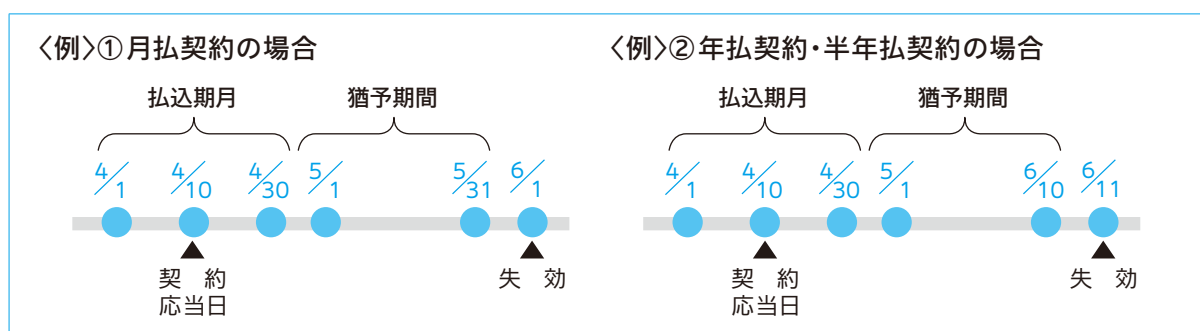 〈例〉①月払契約の場合
払込期月 猶予期間
4/1 4/10 4/30 5/1 5/31 6/1
契 約 失 効
応当日
〈例〉②年払契約・半年払契約の場合
払込期月 猶予期間
4/1 4/10 4/30 5/1 6/10 6/11
契 約 失 効
応当日